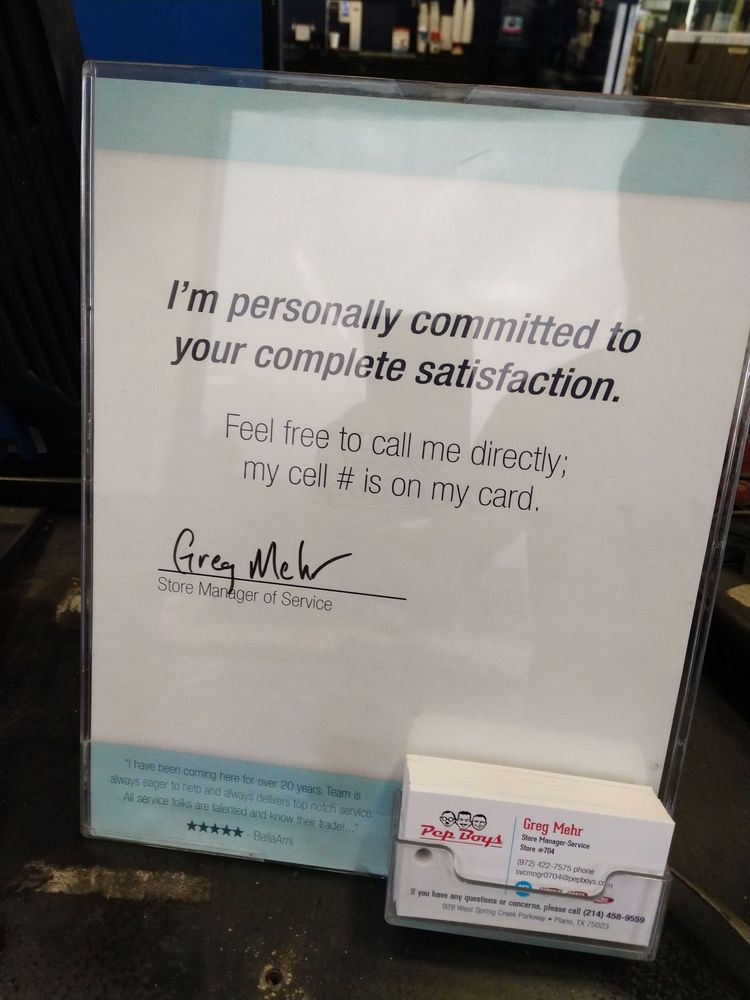 I'm personally committed to
your complete satisfaction.
Feel free to call me directly;
my cell # is on my card.
Greg Mehr
Store Manager of Service
"I have been coming here for over 20 years. Team is
always eager to help and always delivers top notch service.
All service folks are talented and know their trade!..."
★★★★★ - BellaAmi
Pep Boys
Greg Mehr
Store Manager-Service
Store #704
(972) 422-7575 phone
svcmngr0704@pepboys.com
If you have any questions or concerns, please call (214) 458-9559
928 West Spring Creek Parkway • Plano, TX 75023